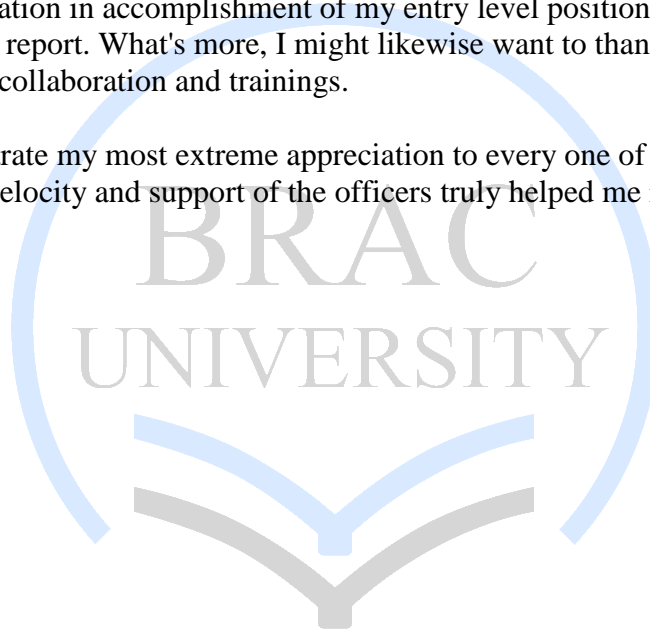 ation in accomplishment of my entry level position
report. What's more, I might likewise want to than
collaboration and trainings.
rate my most extreme appreciation to every one of
elocity and support of the officers truly helped me
BRAC
UNIVERSITY